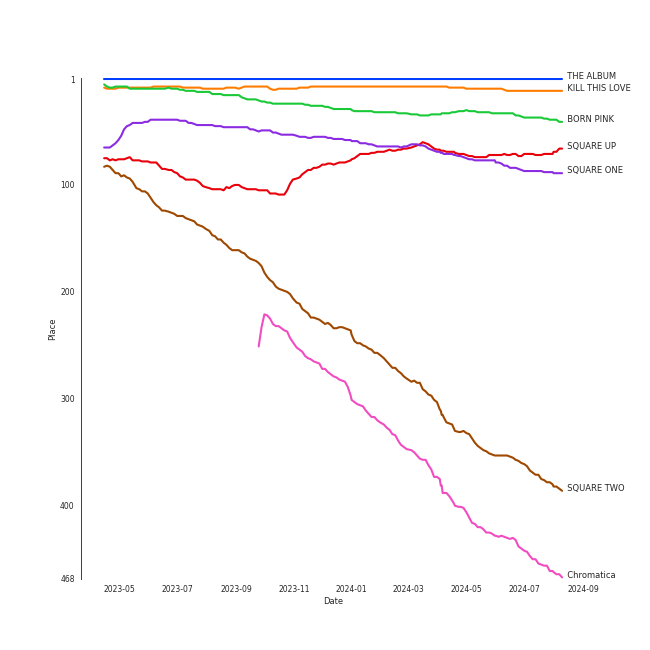 1
100
200
300
400
468
Place
THE ALBUM
KILL THIS LOVE
BORN PINK
SQUARE UP
SQUARE ONE
SQUARE TWO
Chromatica
2023-05 2023-07 2023-09 2023-11 2024-01 2024-03 2024-05 2024-07 2024-09
Date